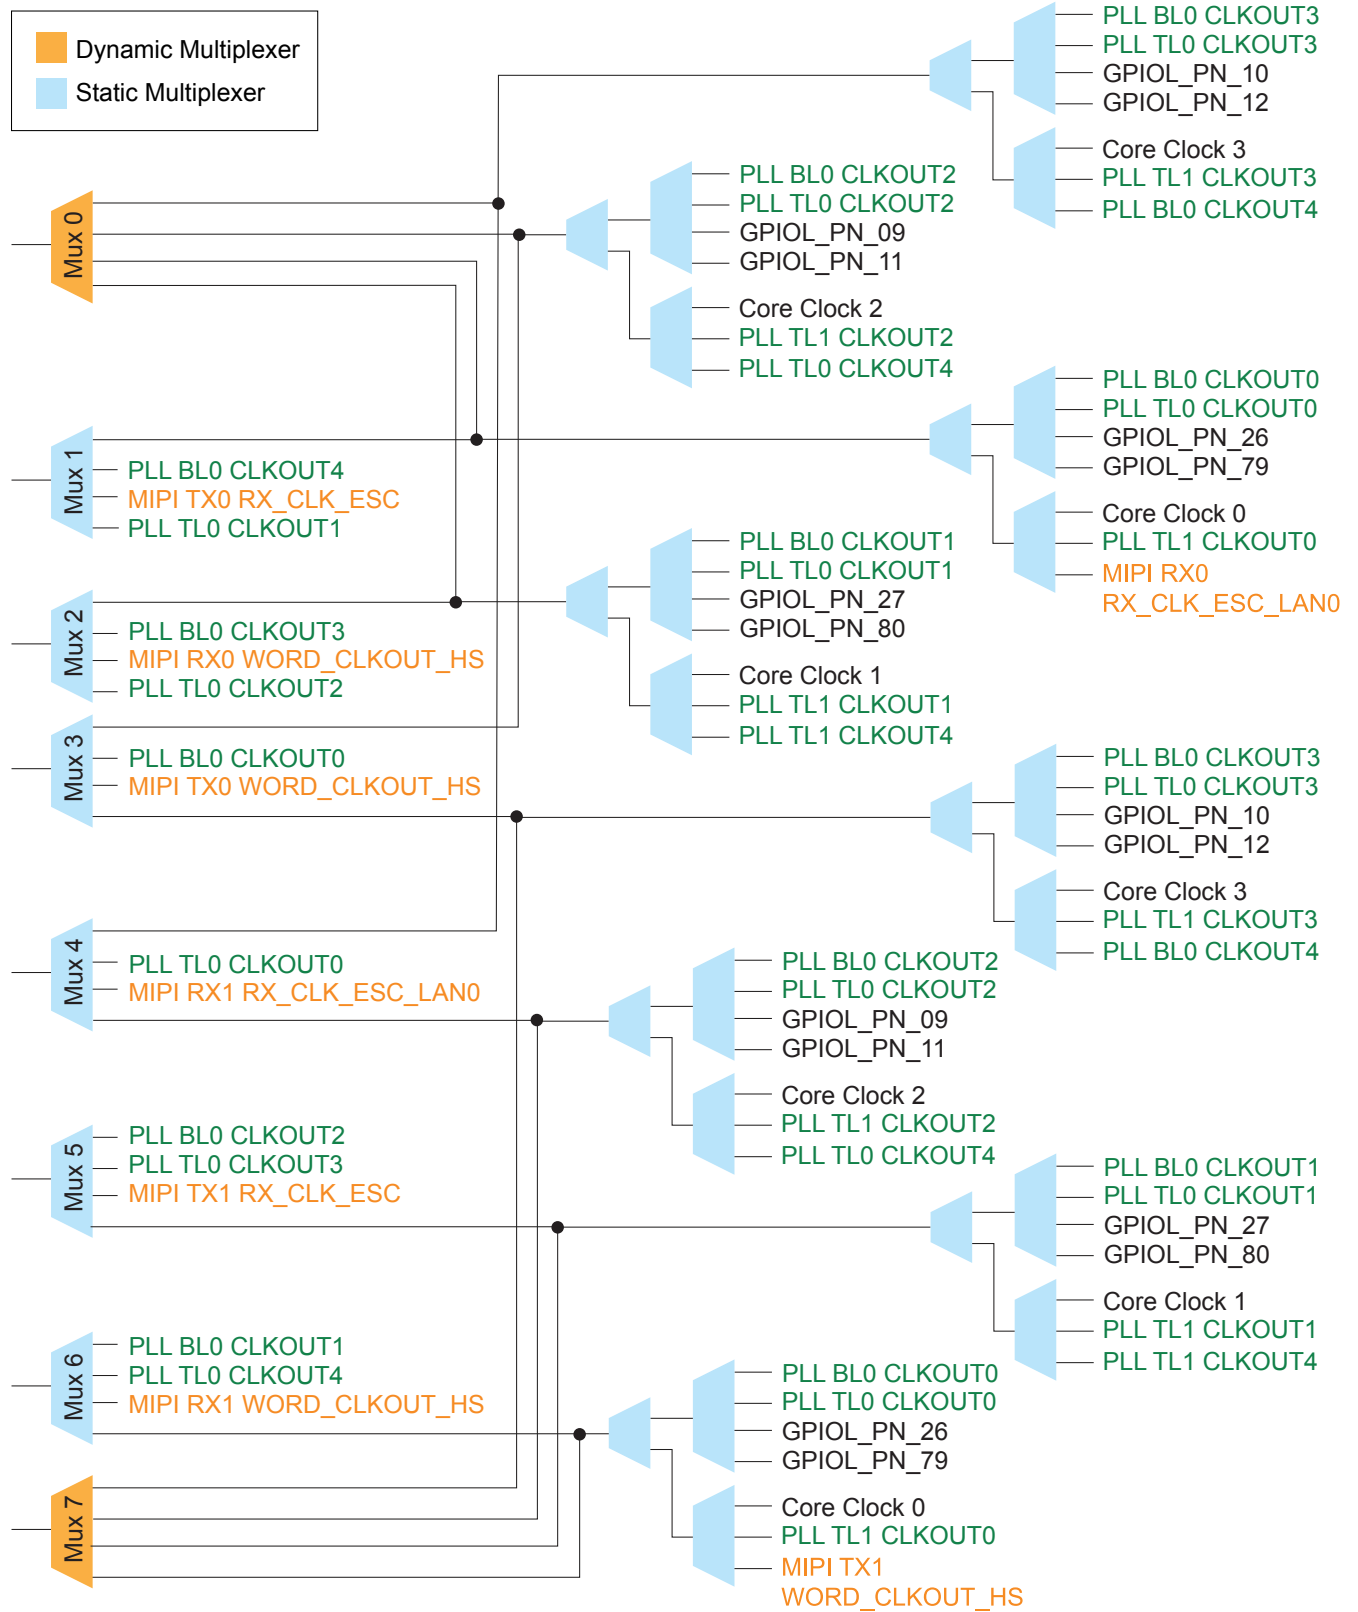 Dynamic Multiplexer
Static Multiplexer
PLL BL0 CLKOUT3
PLL TL0 CLKOUT3
GPIOL_PN_10
GPIOL_PN_12
Core Clock 3
PLL TL1 CLKOUT3
PLL BL0 CLKOUT4
Mux 0
PLL BL0 CLKOUT2
PLL TL0 CLKOUT2
GPIOL_PN_09
GPIOL_PN_11
Core Clock 2
PLL TL1 CLKOUT2
PLL TL0 CLKOUT4
PLL BL0 CLKOUT0
PLL TL0 CLKOUT0
GPIOL_PN_26
GPIOL_PN_79
Core Clock 0
PLL TL1 CLKOUT0
MIPI RX0
RX_CLK_ESC_LAN0
Mux 1
PLL BL0 CLKOUT4
MIPI TX0 RX_CLK_ESC
PLL TL0 CLKOUT1
PLL BL0 CLKOUT1
PLL TL0 CLKOUT1
GPIOL_PN_27
GPIOL_PN_80
Core Clock 1
PLL TL1 CLKOUT1
PLL TL1 CLKOUT4
Mux 2
PLL BL0 CLKOUT3
MIPI RX0 WORD_CLKOUT_HS
PLL TL0 CLKOUT2
Mux 3
PLL BL0 CLKOUT0
MIPI TX0 WORD_CLKOUT_HS
PLL BL0 CLKOUT3
PLL TL0 CLKOUT3
GPIOL_PN_10
GPIOL_PN_12
Core Clock 3
PLL TL1 CLKOUT3
PLL BL0 CLKOUT4
Mux 4
PLL TL0 CLKOUT0
MIPI RX1 RX_CLK_ESC_LAN0
PLL BL0 CLKOUT2
PLL TL0 CLKOUT2
GPIOL_PN_09
GPIOL_PN_11
Core Clock 2
PLL TL1 CLKOUT2
PLL TL0 CLKOUT4
Mux 5
PLL BL0 CLKOUT2
PLL TL0 CLKOUT3
MIPI TX1 RX_CLK_ESC
PLL BL0 CLKOUT1
PLL TL0 CLKOUT1
GPIOL_PN_27
GPIOL_PN_80
Core Clock 1
PLL TL1 CLKOUT1
PLL TL1 CLKOUT4
Mux 6
PLL BL0 CLKOUT1
PLL TL0 CLKOUT4
MIPI RX1 WORD_CLKOUT_HS
PLL BL0 CLKOUT0
PLL TL0 CLKOUT0
GPIOL_PN_26
GPIOL_PN_79
Core Clock 0
PLL TL1 CLKOUT0
MIPI TX1
WORD_CLKOUT_HS
Mux 7